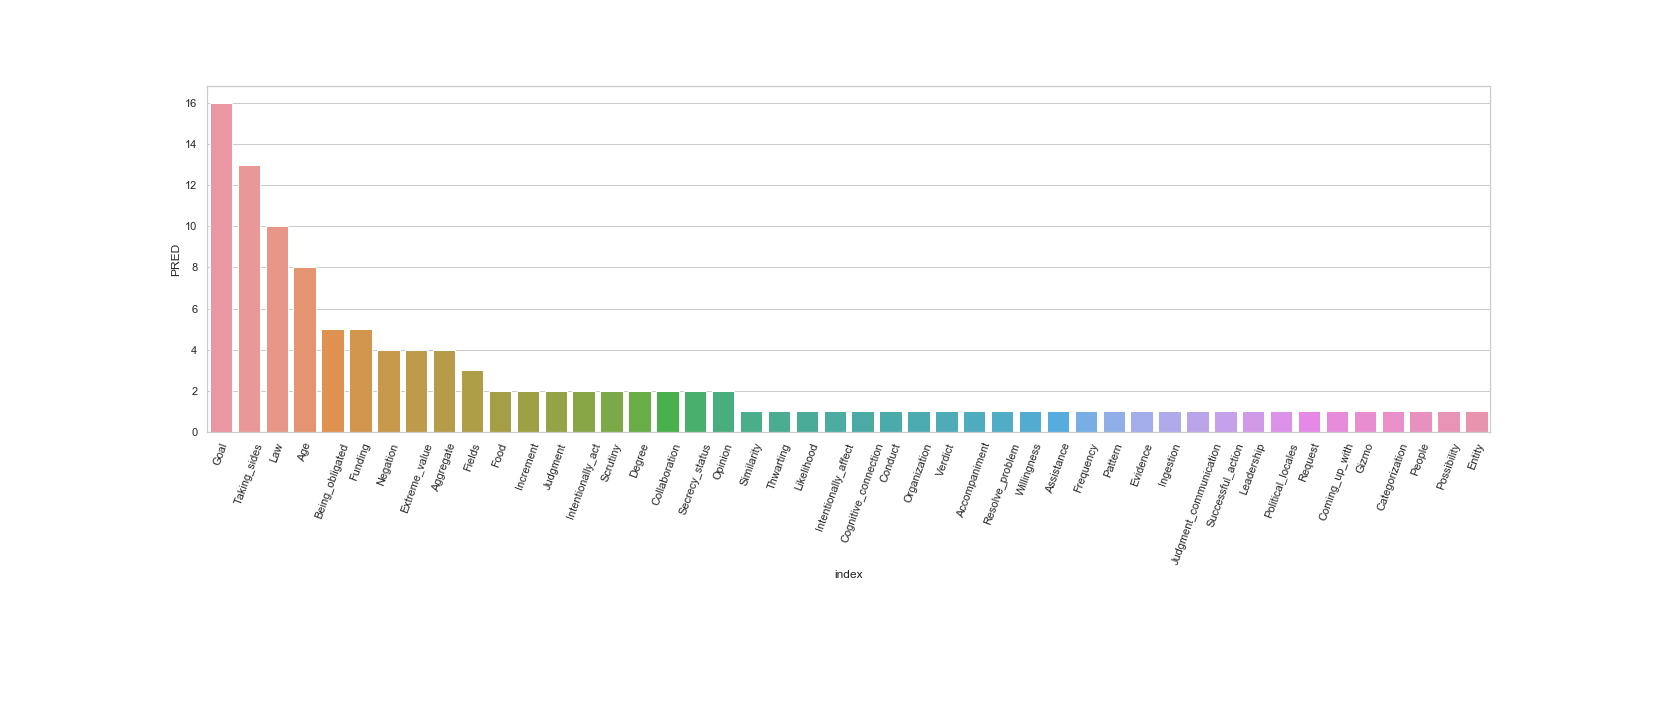 16
14
12
10
8
6
4
2
0
PRED
Goal
Taking_sides
Law
Age
Being_obligated
Funding
Negation
Extreme_value
Aggregate
Fields
Food
Increment
Judgment
Intentionally_act
Scrutiny
Degree
Collaboration
Secrecy_status
Opinion
Similarity
Thwarting
Likelihood
Intentionally_affect
Cognitive_connection
Conduct
Organization
Verdict
Accompaniment
Resolve_problem
Willingness
Assistance
Frequency
Pattern
Evidence
Ingestion
Judgment_communication
Successful_action
Leadership
Political_locales
Request
Coming_up_with
Gizmo
Categorization
People
Possibility
Entity
index